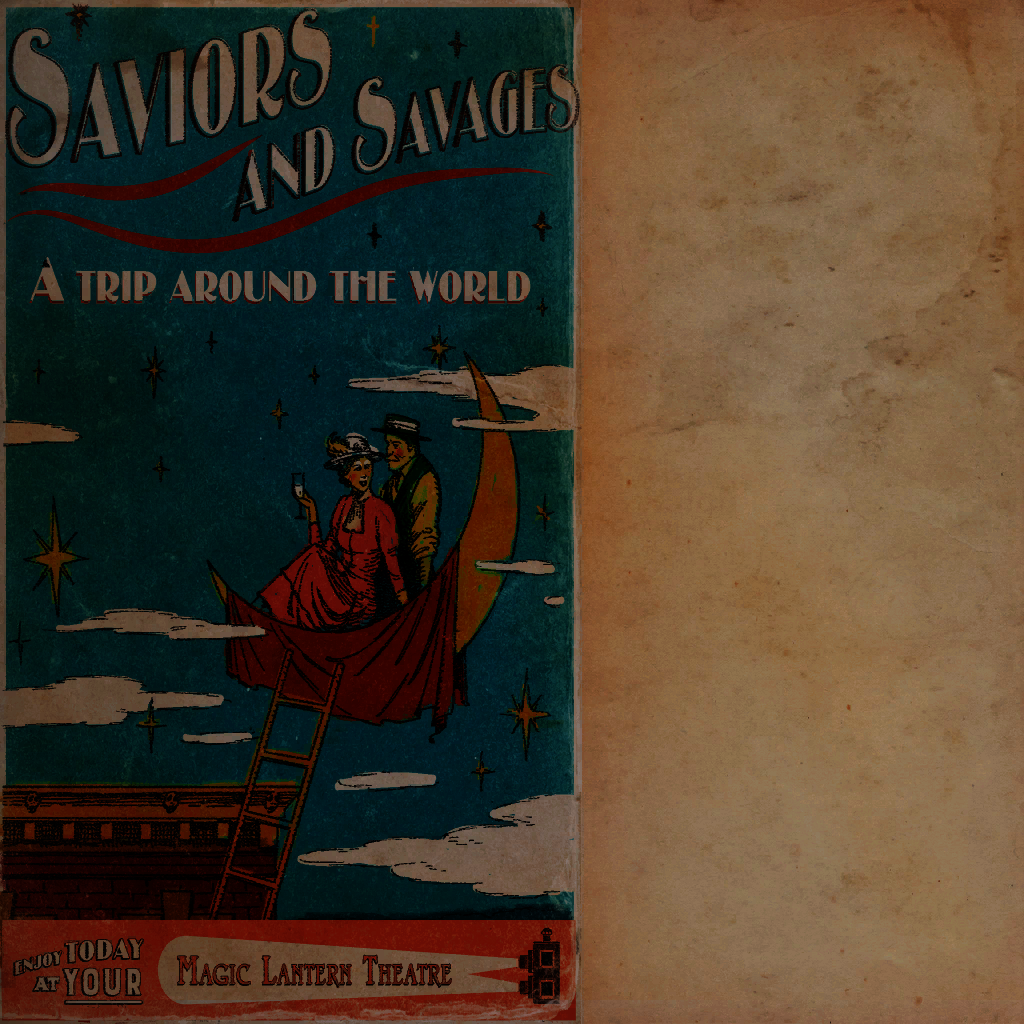 SAVIORS
AND SAVAGES
A TRIP AROUND THE WORLD
ENJOY TODAY
AT YOUR
MAGIC LANTERN THEATRE